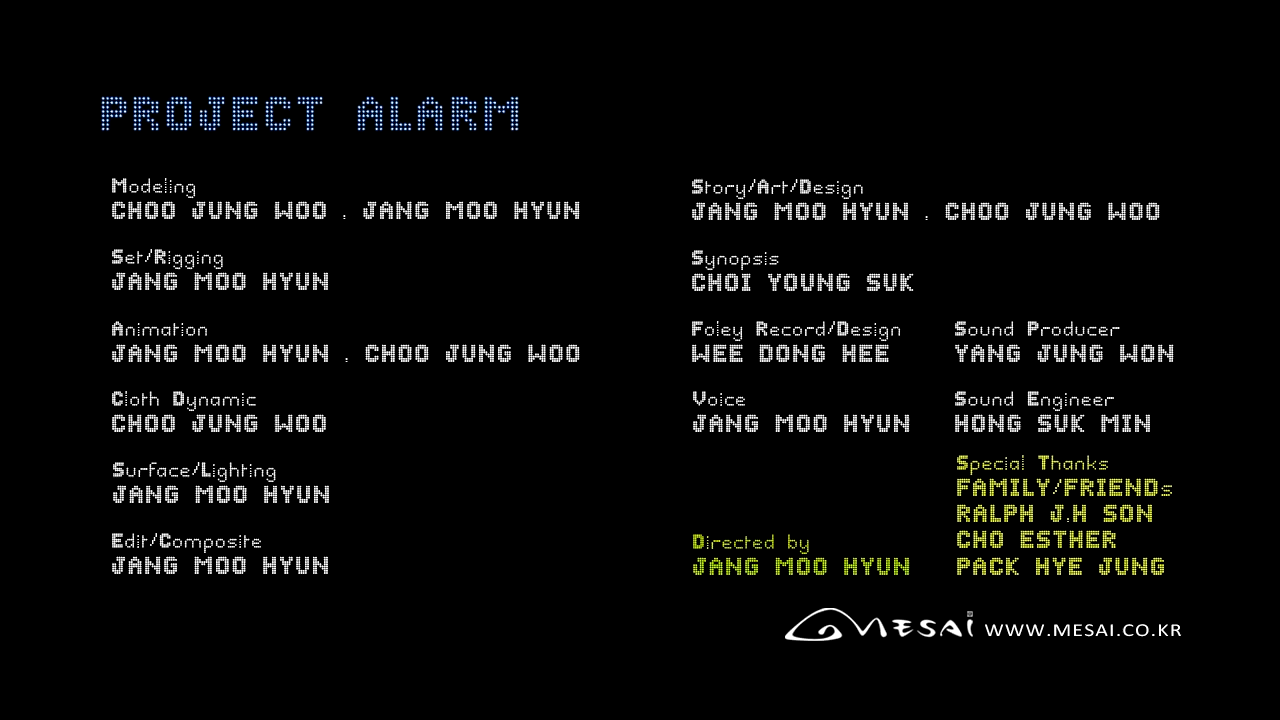 PROJECT ALARM
Modeling
CHOO JUNG WOO . JANG MOO HYUN
Set/Rigging
JANG MOO HYUN
Animation
JANG MOO HYUN . CHOO JUNG WOO
Cloth Dynamic
CHOO JUNG WOO
Surface/Lighting
JANG MOO HYUN
Edit/Composite
JANG MOO HYUN
Story/Art/Design
JANG MOO HYUN . CHOO JUNG WOO
Synopsis
CHOI YOUNG SUK
Foley Record/Design
WEE DONG HEE
Voice
JANG MOO HYUN
Directed by
JANG MOO HYUN
Sound Producer
YANG JUNG WON
Sound Engineer
HONG SUK MIN
Special Thanks
FAMILY/FRIENDs
RALPH J.H SON
CHO ESTHER
PACK HYE JUNG
MESAi WWW.MESAI.CO.KR